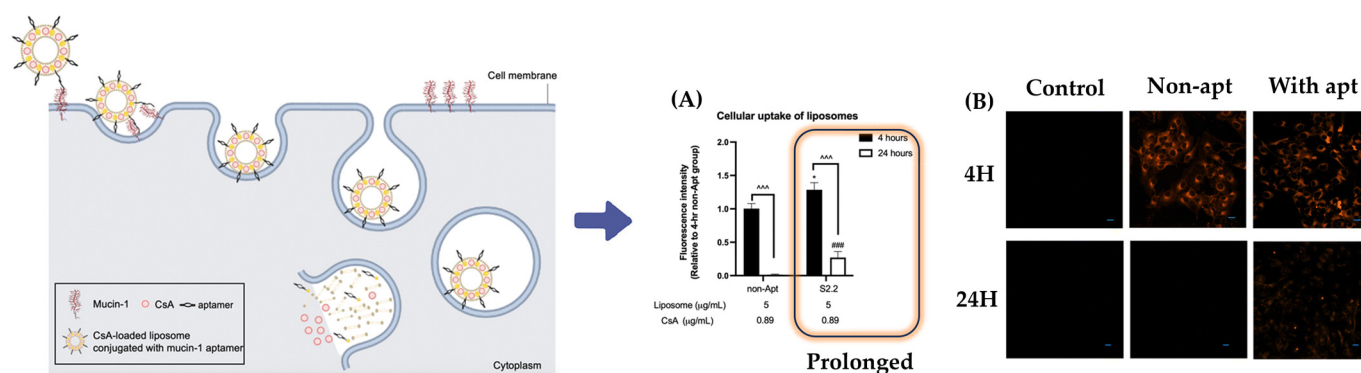 Cell membrane
Mucin-1 CsA aptamer
CsA-loaded liposome
conjugated with mucin-1 aptamer
Cytoplasm
(A)
Cellular uptake of liposomes
4 hours
24 hours
Fluorescence intensity
(Relative to 4-hr non-Apt group)
2.0
1.5
1.0
0.5
0.0
^^^
^^^
*
###
non-Apt S2.2
Liposome (μg/mL) 5 5
CsA (μg/mL) 0.89 0.89
Prolonged
(B)
Control Non-apt With apt
4H
24H